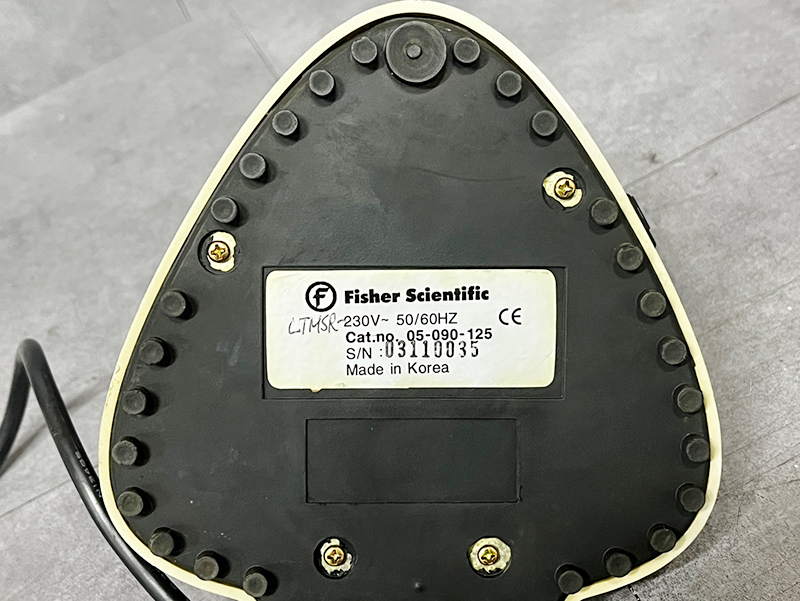 f Fisher Scientific
LTMSR-230V~ 50/60HZ CE
Cat.no. 05-090-125
S/N :03110035
Made in Korea